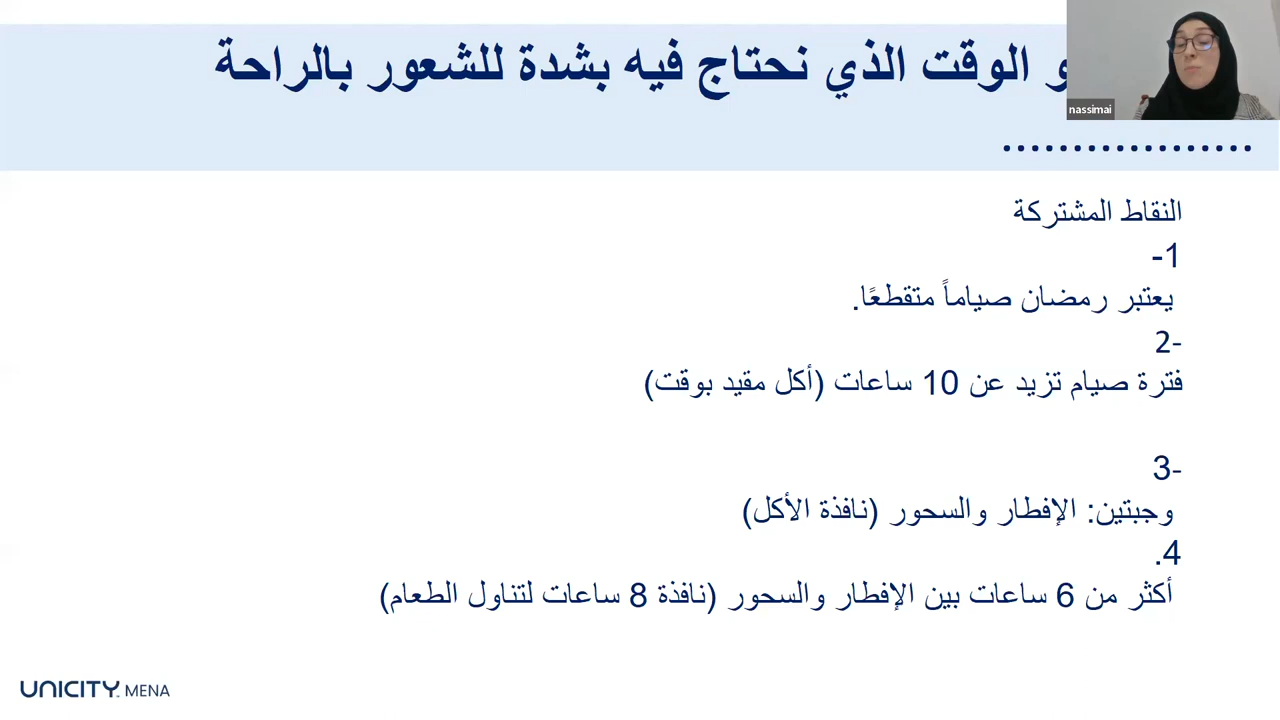 و الوقت الذي نحتاج فيه بشدة للشعور بالراحة
..................
nassimai
النقاط المشتركة
1-
يعتبر رمضان صياماً متقطعًا.
2-
فترة صيام تزيد عن 10 ساعات (أكل مقيد بوقت)
3-
وجبتين: الإفطار والسحور (نافذة الأكل)
4.
أكثر من 6 ساعات بين الإفطار والسحور (نافذة 8 ساعات لتناول الطعام)
UNICITY MENA